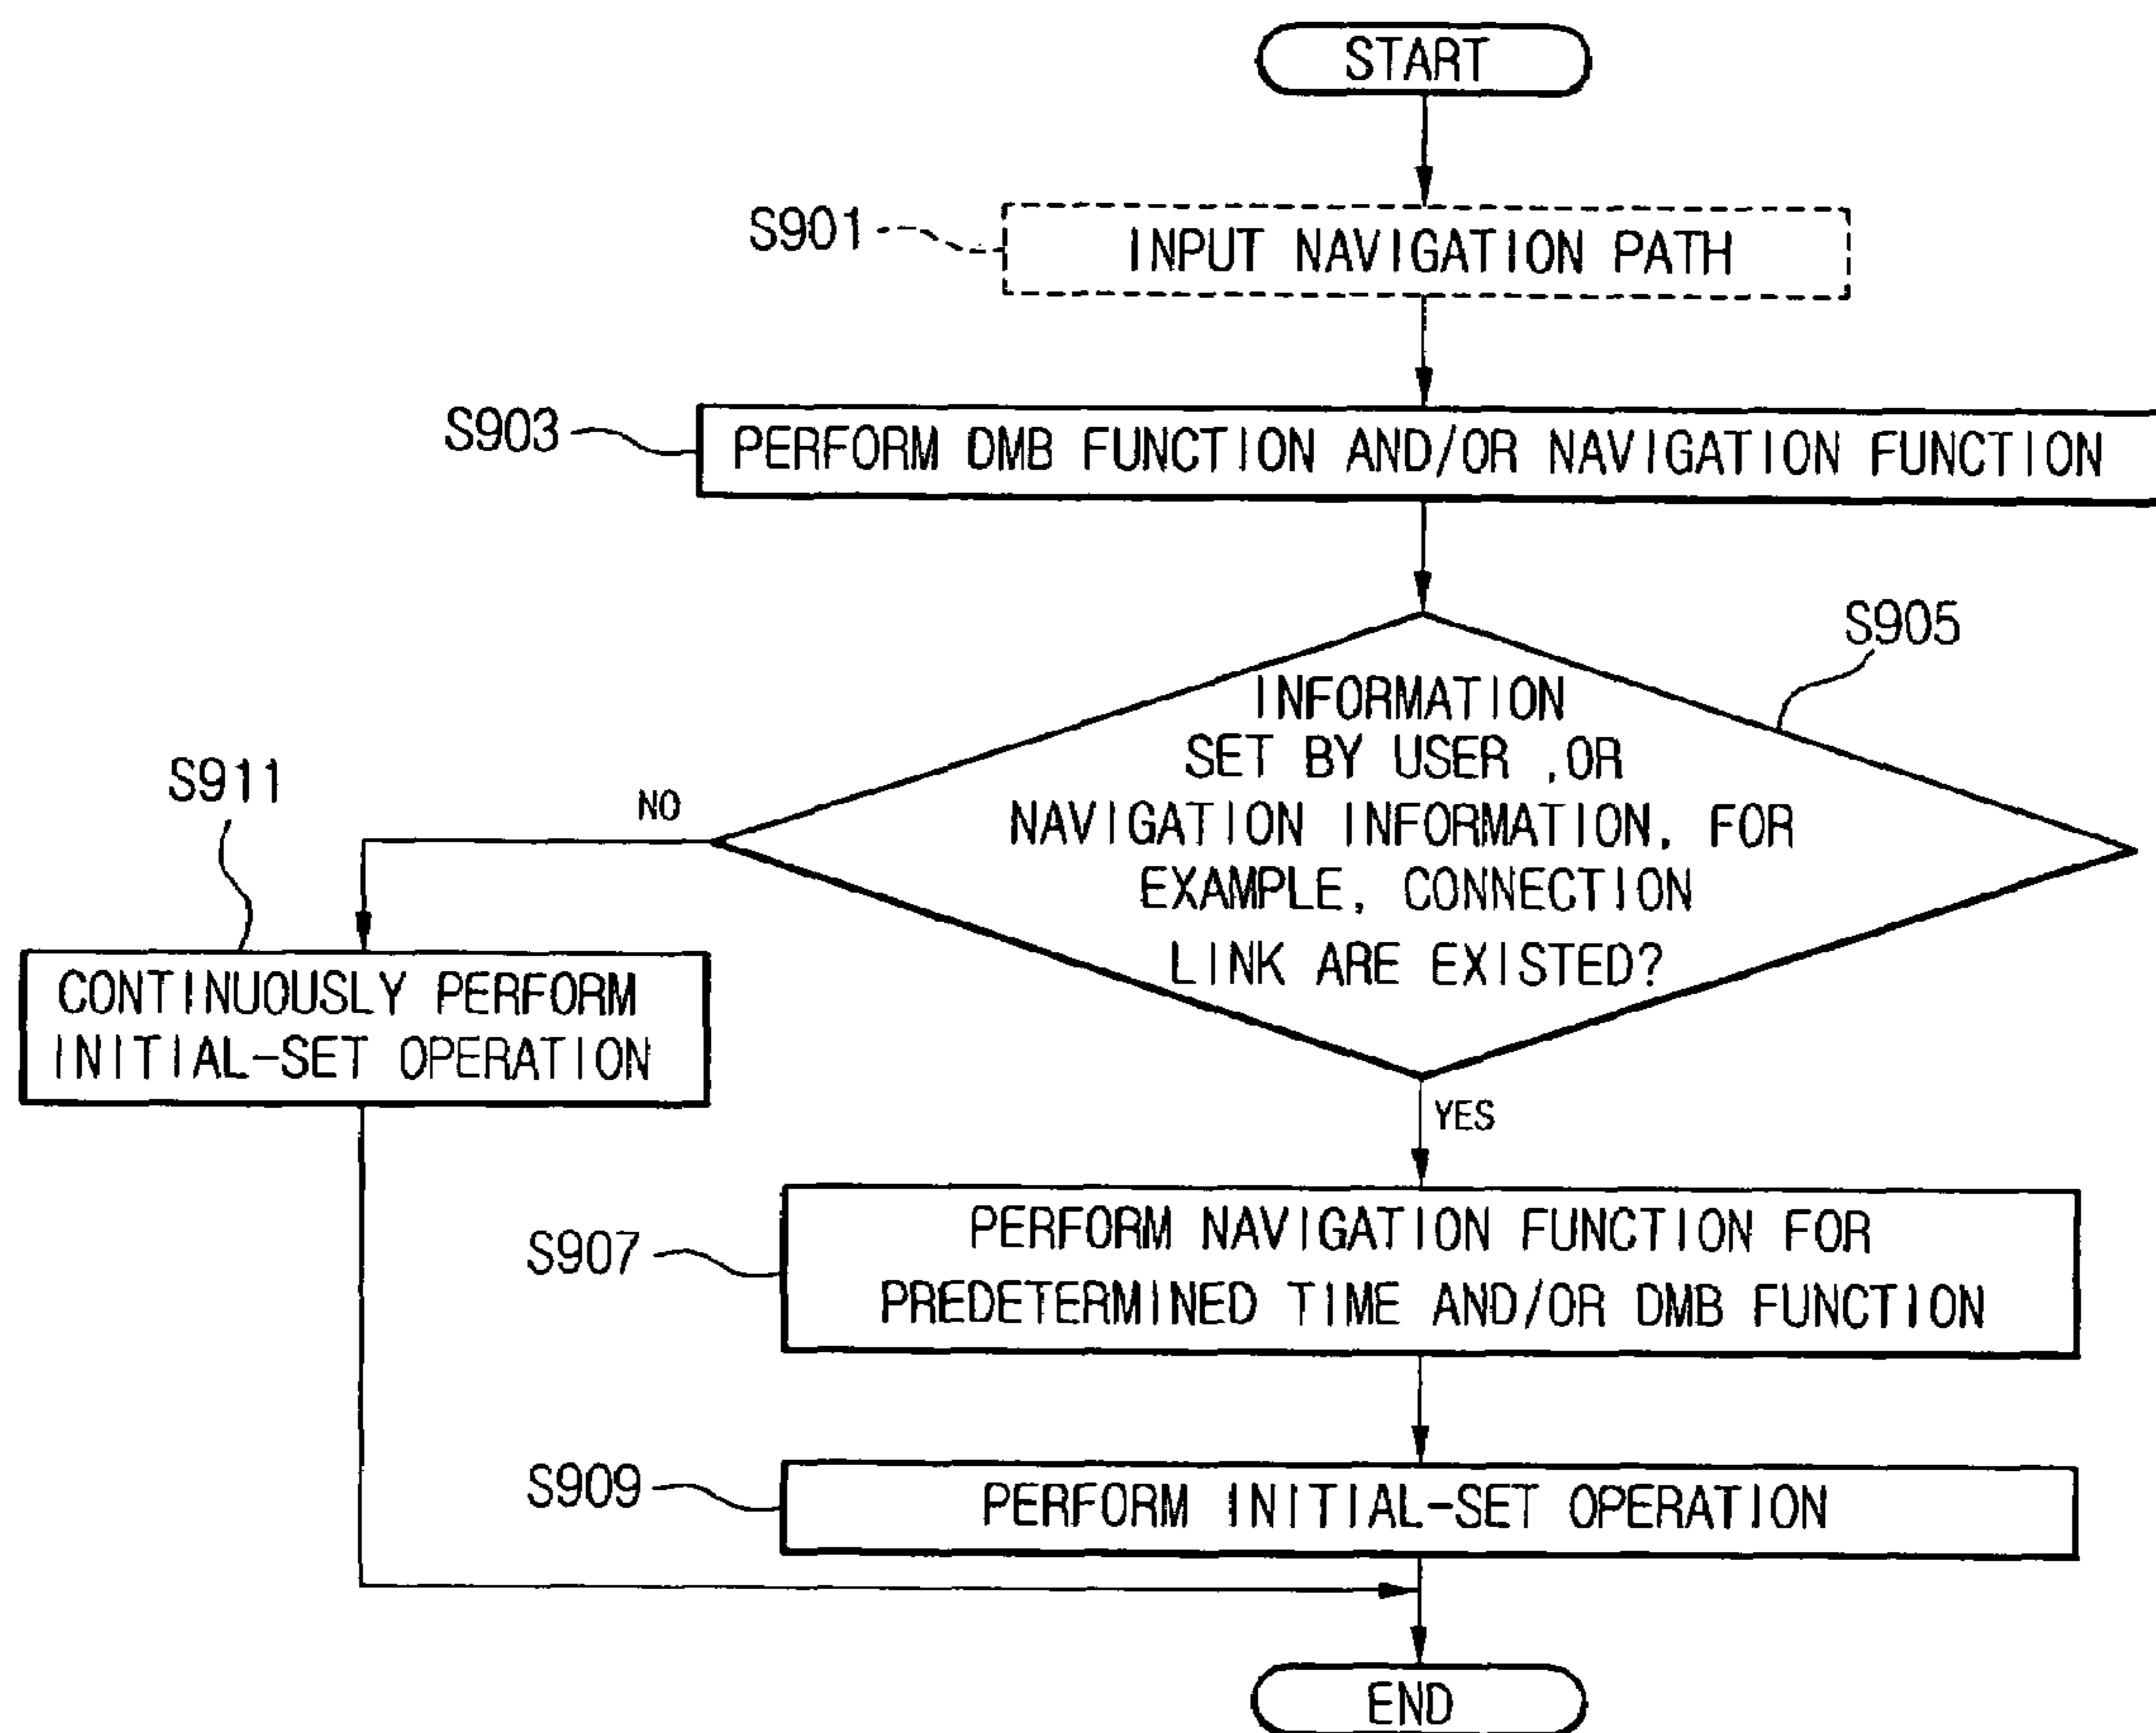 START
S901
INPUT NAVIGATION PATH
S903
PERFORM DMB FUNCTION AND/OR NAVIGATION FUNCTION
S905
INFORMATION
SET BY USER ,OR
NAVIGATION INFORMATION, FOR
EXAMPLE, CONNECTION
LINK ARE EXISTED?
NO
S911
CONTINUOUSLY PERFORM
INITIAL-SET OPERATION
YES
S907
PERFORM NAVIGATION FUNCTION FOR
PREDETERMINED TIME AND/OR DMB FUNCTION
S909
PERFORM INITIAL-SET OPERATION
END